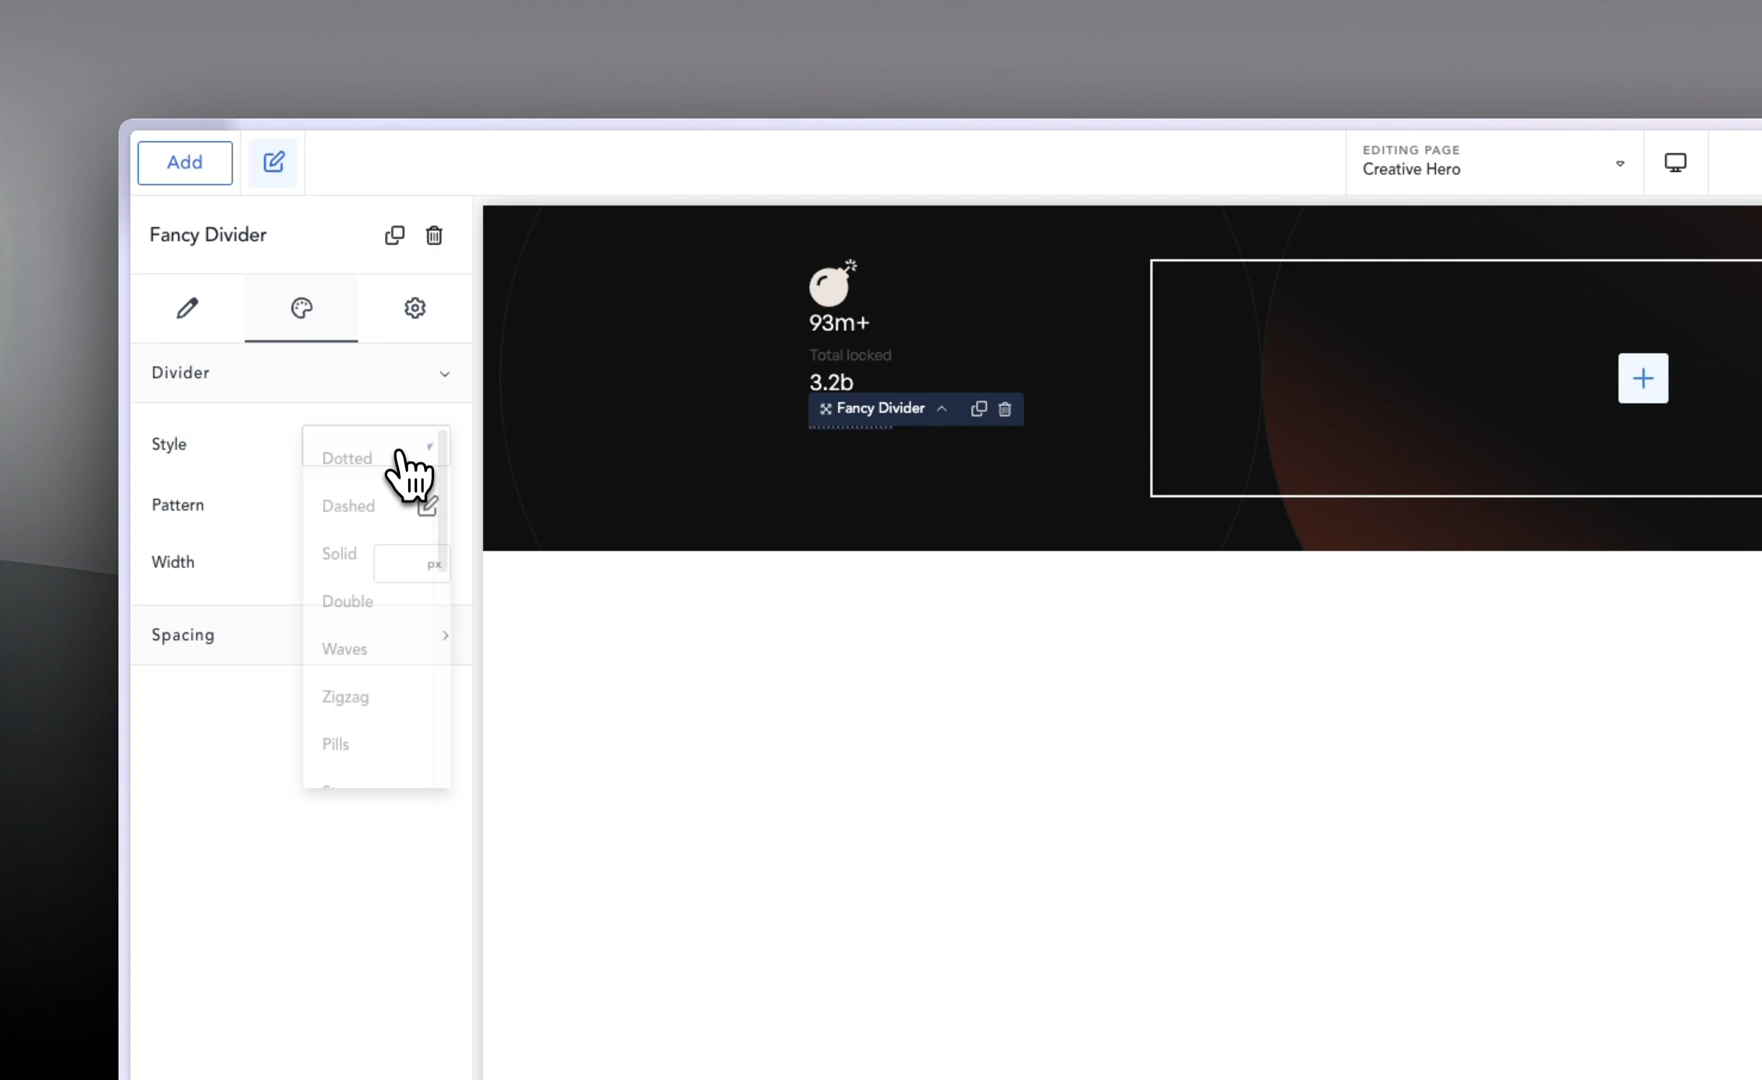 Add
EDITING PAGE
Creative Hero
Fancy Divider
Divider
Style
Dotted
Pattern
Dashed
Solid
Width
px
Double
Spacing
Waves
Zigzag
Pills
93m+
Total locked
3.2b
Fancy Divider